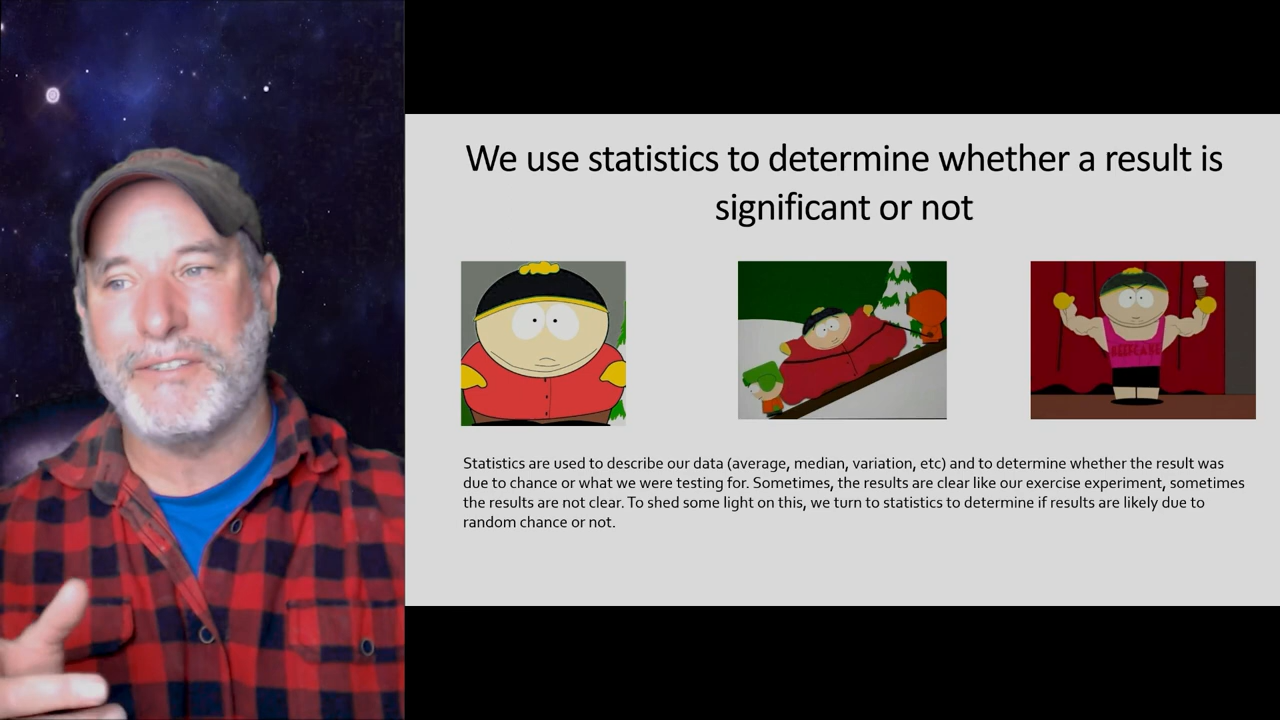 We use statistics to determine whether a result is
significant or not
BEEFCAKE
Statistics are used to describe our data (average, median, variation, etc) and to determine whether the result was
due to chance or what we were testing for. Sometimes, the results are clear like our exercise experiment, sometimes
the results are not clear. To shed some light on this, we turn to statistics to determine if results are likely due to
random chance or not.